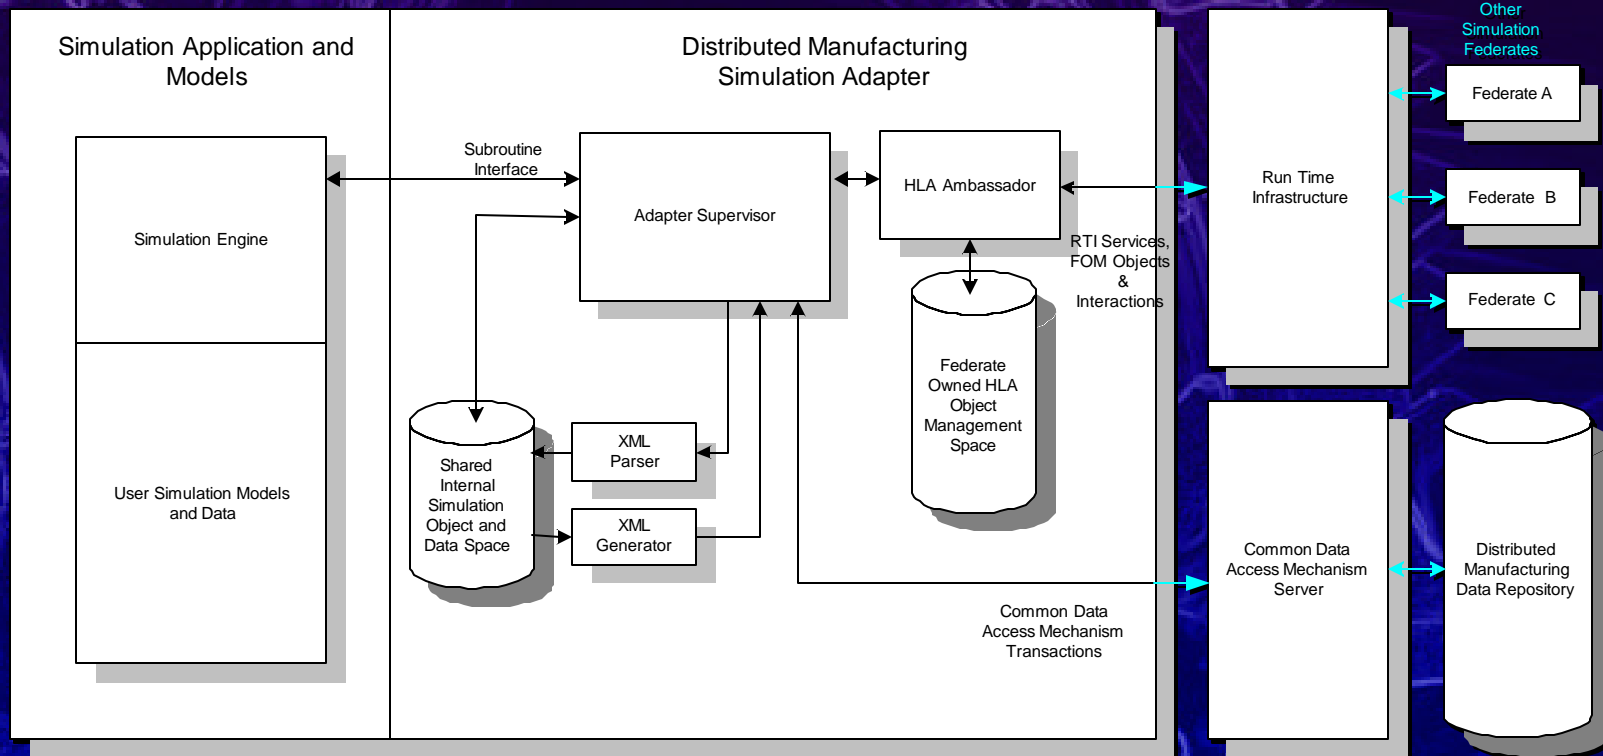 Simulation Application and
Models
Distributed Manufacturing
Simulation Adapter
Other
Simulation
Federates
Subroutine
Interface
Simulation Engine
User Simulation Models
and Data
Adapter Supervisor
HLA Ambassador
RTI Services,
FOM Objects
&
Interactions
Federate
Owned HLA
Object
Management
Space
Shared
Internal
Simulation
Object and
Data Space
XML
Parser
XML
Generator
Common Data
Access Mechanism
Transactions
Run Time
Infrastructure
Federate A
Federate B
Federate C
Common Data
Access Mechanism
Server
Distributed
Manufacturing
Data Repository